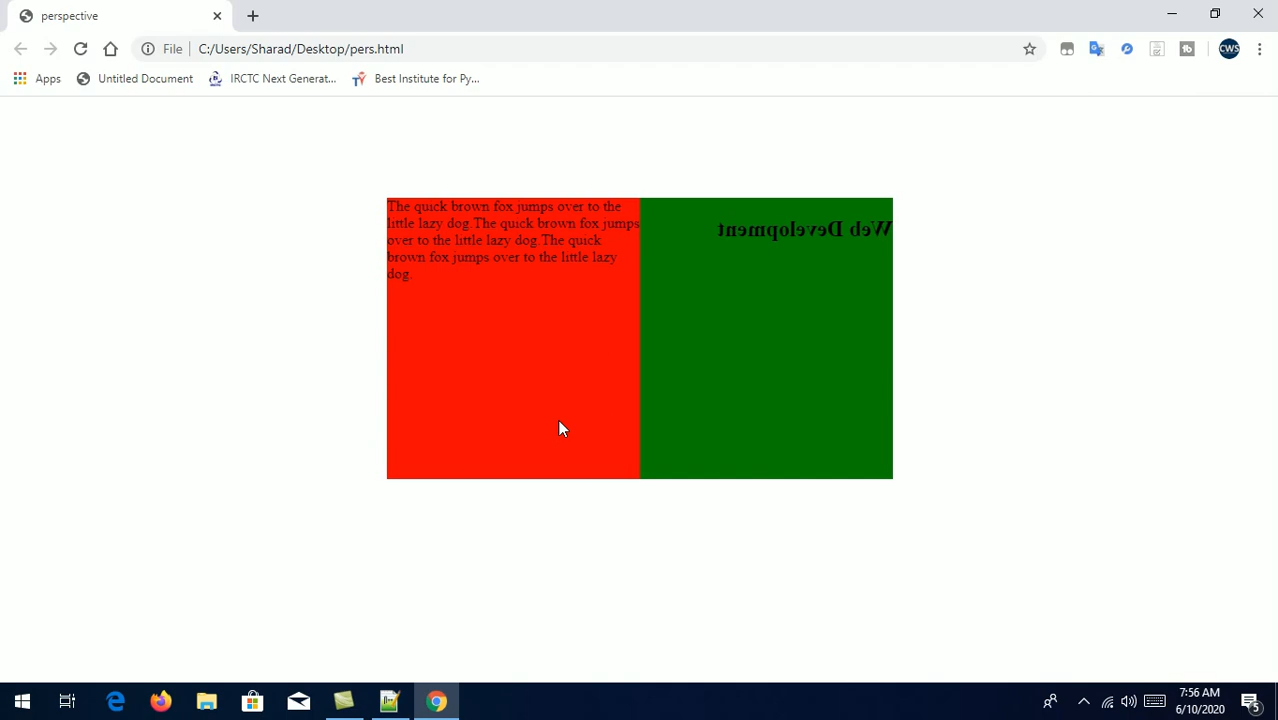 perspective
File
C:/Users/Sharad/Desktop/pers.html
CWS
Apps
Untitled Document
IRCTC Next Generat...
Best Institute for Py...
The quick brown fox jumps over to the
little lazy dog.The quick brown fox jumps
over to the little lazy dog.The quick
brown fox jumps over to the little lazy
dog.
Web Development
7:56 AM
6/10/2020
5